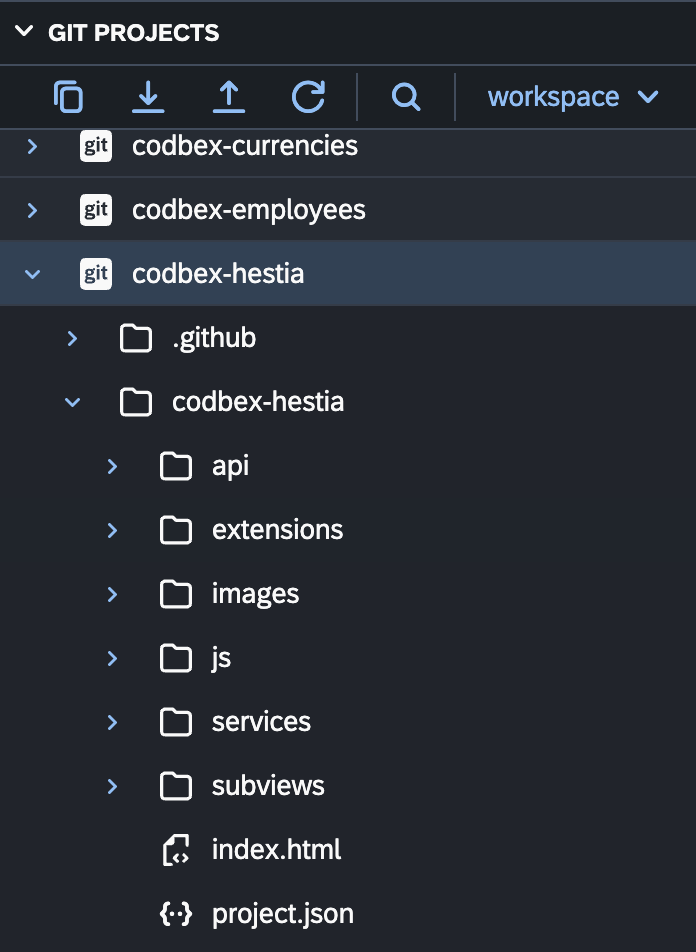 GIT PROJECTS
workspace
git codbex-currencies
git codbex-employees
git codbex-hestia
.github
codbex-hestia
api
extensions
images
js
services
subviews
index.html
project.json